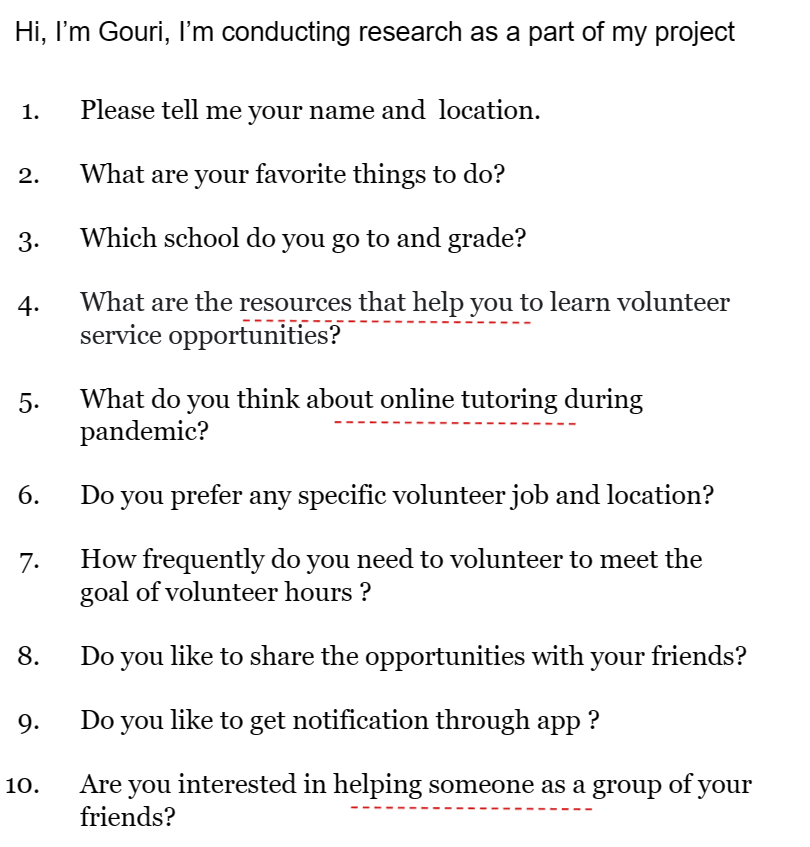 Hi, I'm Gouri, I'm conducting research as a part of my project
1. Please tell me your name and  location.
2. What are your favorite things to do?
3. Which school do you go to and grade?
4. What are the resources that help you to learn volunteer
service opportunities?
5. What do you think about online tutoring during
pandemic?
6. Do you prefer any specific volunteer job and location?
7. How frequently do you need to volunteer to meet the
goal of volunteer hours ?
8. Do you like to share the opportunities with your friends?
9. Do you like to get notification through app ?
10. Are you interested in helping someone as a group of your
friends?